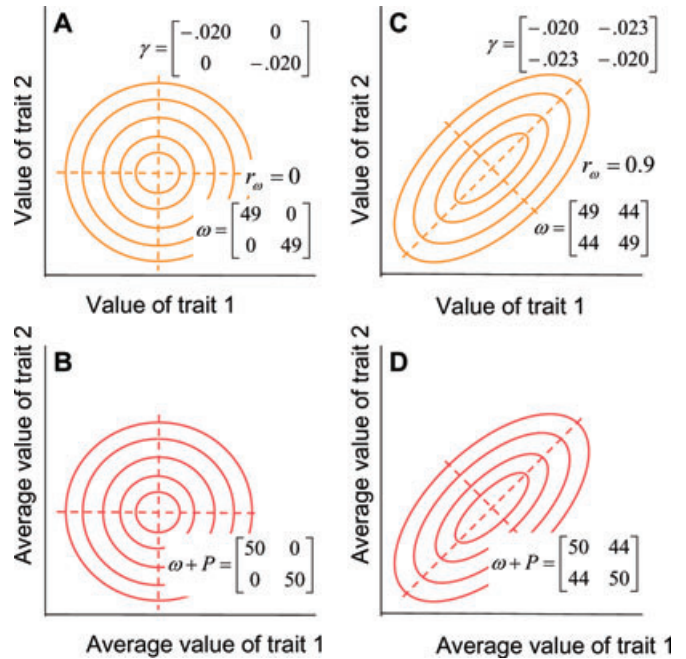 A
γ = [ -.020 0
0 -.020 ]
Value of trait 2
r_ω = 0
ω = [ 49 0
0 49 ]
Value of trait 1
C
γ = [ -.020 -.023
-.023 -.020 ]
Value of trait 2
r_ω = 0.9
ω = [ 49 44
44 49 ]
Value of trait 1
B
Average value of trait 2
ω + P = [ 50 0
0 50 ]
Average value of trait 1
D
Average value of trait 2
ω + P = [ 50 44
44 50 ]
Average value of trait 1